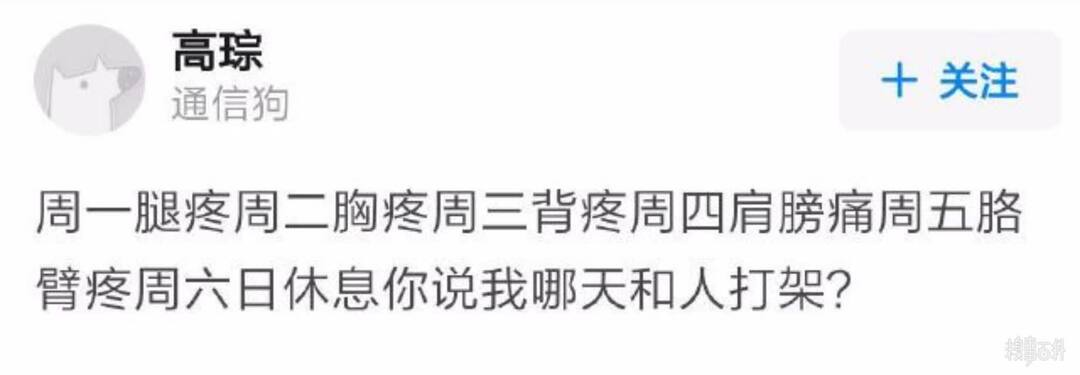 高琮
通信狗
+ 关注
周一腿疼周二胸疼周三背疼周四肩膀痛周五胳
臂疼周六日休息你说我哪天和人打架?